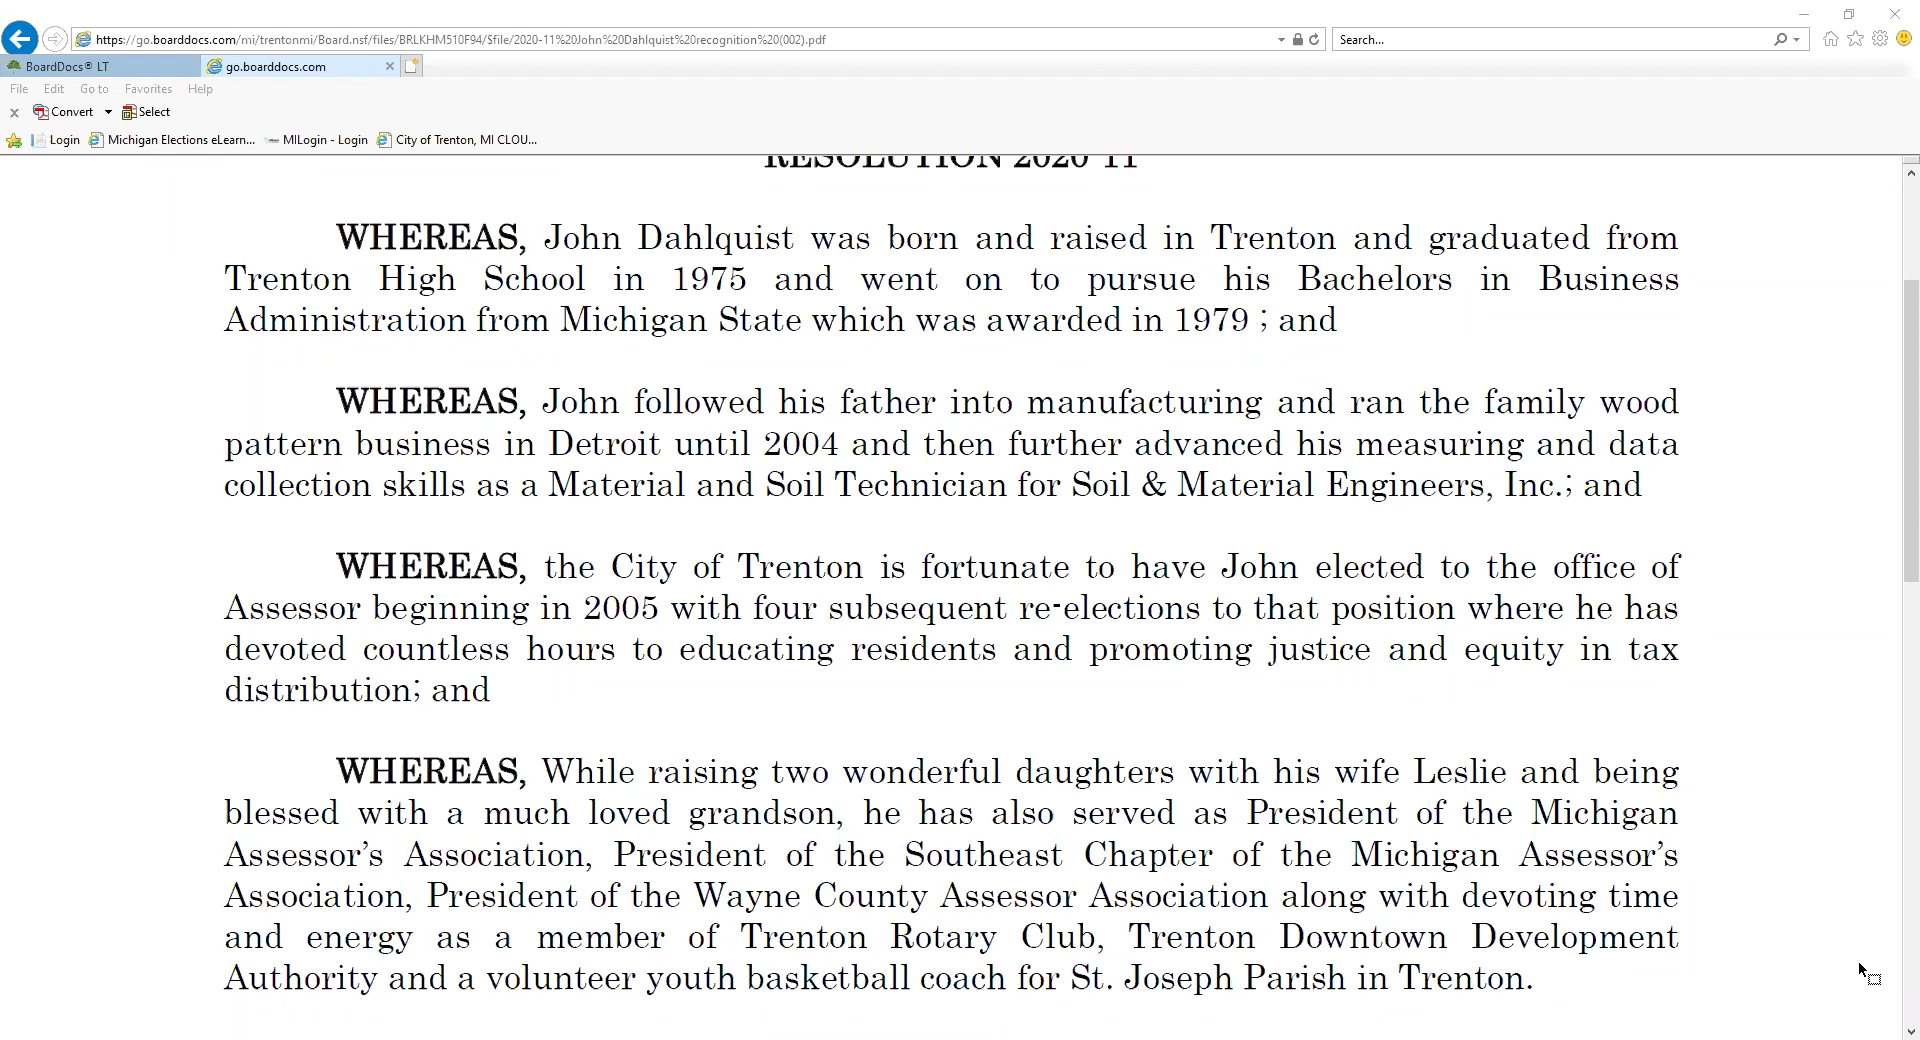 https://go.boarddocs.com/mi/trentonmi/Board.nsf/files/BRLKHM510F94/$file/2020-11%20John%20Dahlquist%20recognition%20(002).pdf
Search...
BoardDocs® LT
go.boarddocs.com
File Edit Go to Favorites Help
Convert Select
Login Michigan Elections eLearn... MILogin - Login City of Trenton, MI CLOU...
RESOLUTION 2020-11
WHEREAS, John Dahlquist was born and raised in Trenton and graduated from
Trenton High School in 1975 and went on to pursue his Bachelors in Business
Administration from Michigan State which was awarded in 1979 ; and
WHEREAS, John followed his father into manufacturing and ran the family wood
pattern business in Detroit until 2004 and then further advanced his measuring and data
collection skills as a Material and Soil Technician for Soil & Material Engineers, Inc.; and
WHEREAS, the City of Trenton is fortunate to have John elected to the office of
Assessor beginning in 2005 with four subsequent re-elections to that position where he has
devoted countless hours to educating residents and promoting justice and equity in tax
distribution; and
WHEREAS, While raising two wonderful daughters with his wife Leslie and being
blessed with a much loved grandson, he has also served as President of the Michigan
Assessor's Association, President of the Southeast Chapter of the Michigan Assessor's
Association, President of the Wayne County Assessor Association along with devoting time
and energy as a member of Trenton Rotary Club, Trenton Downtown Development
Authority and a volunteer youth basketball coach for St. Joseph Parish in Trenton.